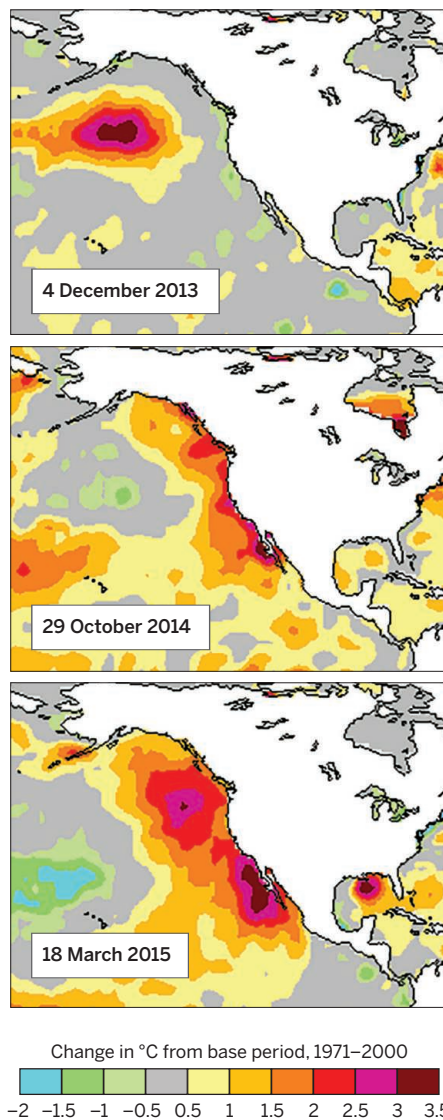 4 December 2013
29 October 2014
18 March 2015
Change in °C from base period, 1971–2000
−2 −1.5 −1 −0.5 0.5 1 1.5 2 2.5 3 3.5